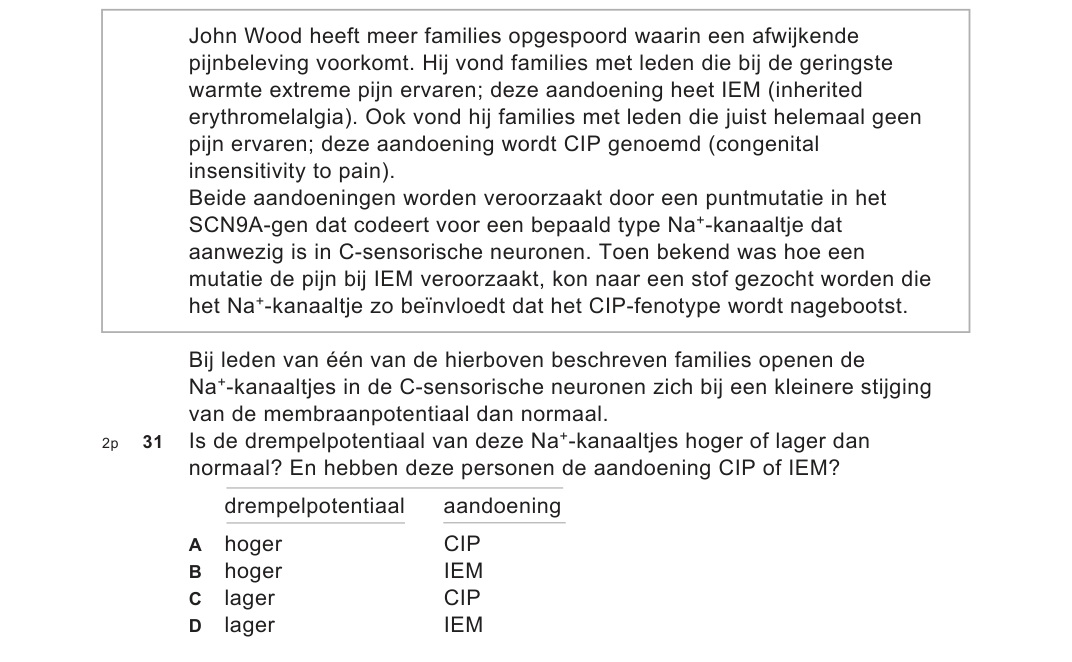 John Wood heeft meer families opgespoord waarin een afwijkende
pijnbeleving voorkomt. Hij vond families met leden die bij de geringste
warmte extreme pijn ervaren; deze aandoening heet IEM (inherited
erythromelalgia). Ook vond hij families met leden die juist helemaal geen
pijn ervaren; deze aandoening wordt CIP genoemd (congenital
insensitivity to pain).
Beide aandoeningen worden veroorzaakt door een puntmutatie in het
SCN9A-gen dat codeert voor een bepaald type Na⁺-kanaaltje dat
aanwezig is in C-sensorische neuronen. Toen bekend was hoe een
mutatie de pijn bij IEM veroorzaakt, kon naar een stof gezocht worden die
het Na⁺-kanaaltje zo beïnvloedt dat het CIP-fenotype wordt nagebootst.
Bij leden van één van de hierboven beschreven families openen de
Na⁺-kanaaltjes in de C-sensorische neuronen zich bij een kleinere stijging
van de membraanpotentiaal dan normaal.
2p 31 Is de drempelpotentiaal van deze Na⁺-kanaaltjes hoger of lager dan
normaal? En hebben deze personen de aandoening CIP of IEM?
drempelpotentiaal aandoening
A hoger CIP
B hoger IEM
C lager CIP
D lager IEM